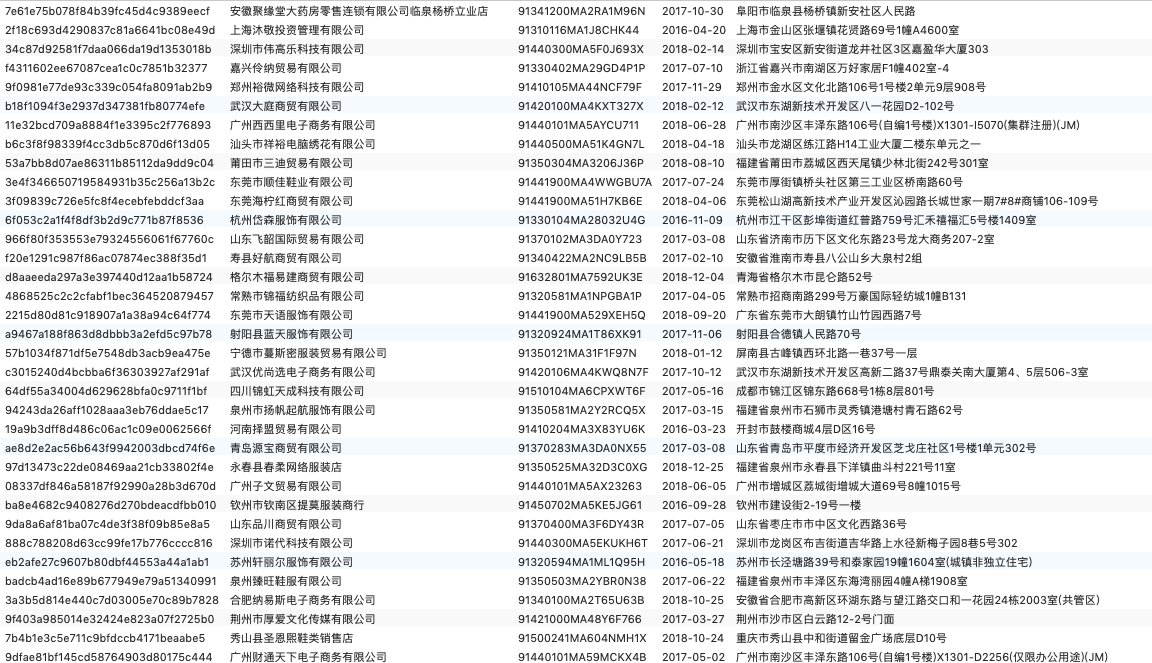 7e61e75b078f84b39fc45d4c9389eecf 安徽聚缘堂大药房零售连锁有限公司临泉杨桥立业店 91341200MA2RA1M96N 2017-10-30 阜阳市临泉县杨桥镇新安社区人民路
2f18c693d4290837c81a6641bc08e49d 上海沐敬投资管理有限公司 91310116MA1J8CHK44 2016-04-20 上海市金山区张堰镇花贤路69号1幢A4600室
34c87d92581f7daa066da19d1353018b 深圳市伟高乐科技有限公司 91440300MA5F0J693X 2018-02-14 深圳市宝安区新安街道龙井社区3区嘉盈华大厦303
f4311602ee67087cea1c0c7851b32377 嘉兴伶纳贸易有限公司 91330402MA29GD4P1P 2017-07-10 浙江省嘉兴市南湖区万好家居F1幢402室-4
9f0981e77de93c339c054fa8091ab2b9 郑州裕微网络科技有限公司 91410105MA44NCF79F 2017-11-29 郑州市金水区文化北路106号1号楼2单元9层908号
b18f1094f3e2937d347381fb80774efe 武汉大庭商贸有限公司 91420100MA4KXT327X 2018-02-12 武汉市东湖新技术开发区八一花园D2-102号
11e32bcd709a8884f1e3395c2f776893 广州西西里电子商务有限公司 91440101MA5AYCU711 2018-06-28 广州市南沙区丰泽东路106号(自编1号楼)X1301-I5070(集群注册)(JM)
b6c3f8f98339f4cc3db5c870d6f13d05 汕头市祥裕电脑绣花有限公司 91440500MA51K4GN7L 2018-04-18 汕头市龙湖区练江路H14工业大厦二楼东单元之一
53a7bb8d07ae86311b85112da9dd9c04 莆田市三迪贸易有限公司 91350304MA3206J36P 2018-08-10 福建省莆田市荔城区西天尾镇少林北街242号301室
3e4f346650719584931b35c256a13b2c 东莞市顺佳鞋业有限公司 91441900MA4WWGBU7A 2017-07-24 东莞市厚街镇桥头社区第三工业区桥南路60号
3f09839c726e5fc8f4ecebfebddcf3aa 东莞海柠红商贸有限公司 91441900MA51H7KB6E 2018-04-06 东莞松山湖高新技术产业开发区沁园路长城世家一期7#8#商铺106-109号
6f053c2a1f4f8df3b2d9c771b87f8536 杭州岱森服饰有限公司 91330104MA28032U4G 2016-11-09 杭州市江干区彭埠街道红普路759号汇禾禧福汇5号楼1409室
966f80f353553e79324556061f67760c 山东飞韶国际贸易有限公司 91370102MA3DA0Y723 2017-03-08 山东省济南市历下区文化东路23号龙大商务207-2室
f20e1291c987f86ac07874ec388f35d1 寿县好航商贸有限公司 91340422MA2NC9LB5B 2017-02-10 安徽省淮南市寿县八公山乡大泉村2组
d8aaeeda297a3e397440d12aa1b58724 格尔木福易建商贸有限公司 91632801MA7592UK3E 2018-12-04 青海省格尔木市昆仑路52号
4868525c2c2cfabf1bec364520879457 常熟市锦福纺织品有限公司 91320581MA1NPGBA1P 2017-04-05 常熟市招商南路299号万豪国际轻纺城1幢B131
2215d80d81c918907a1a38a94c64f774 东莞市天语服饰有限公司 91441900MA529XEH5Q 2018-09-20 广东省东莞市大朗镇竹山竹园西路7号
a9467a188f863d8dbbb3a2efd5c97b78 射阳县蓝天服饰有限公司 91320924MA1T86XK91 2017-11-06 射阳县合德镇人民路70号
57b1034f871df5e7548db3acb9ea475e 宁德市蔓斯密服装贸易有限公司 91350121MA31F1F97N 2018-01-12 屏南县古峰镇西环北路一巷37号一层
c3015240d4bcbba6f36303927af291af 武汉优尚选电子商务有限公司 91420106MA4KWQ8N7F 2017-10-12 武汉市东湖新技术开发区高新二路37号鼎泰关南大厦第4、5层506-3室
64df55a34004d629628bfa0c9711f1bf 四川锦虹天成科技有限公司 91510104MA6CPXWT6F 2017-05-16 成都市锦江区锦东路668号1栋8层801号
94243da26aff1028aaa3eb76ddae5c17 泉州市扬帆起航服饰有限公司 91350581MA2Y2RCQ5X 2017-03-15 福建省泉州市石狮市灵秀镇港塘村青石路62号
19a9b3dff8d486c06ac1c09e0062566f 河南择盟贸易有限公司 91410204MA3X83YU6K 2016-03-23 开封市鼓楼商城4层D区16号
ae8d2e2ac56b643f9942003dbcd74f6e 青岛源宝商贸有限公司 91370283MA3DA0NX55 2017-03-08 山东省青岛市平度市经济开发区芝戈庄社区1号楼1单元302号
97d13473c22de08469aa21cb33802f4e 永春县春柔网络服装店 91350525MA32D3C0XG 2018-12-25 福建省泉州市永春县下洋镇曲斗村221号11室
08337df846a58187f92990a28b3d670d 广州子文贸易有限公司 91440101MA5AX23263 2018-06-05 广州市增城区荔城街增城大道69号8幢1015号
ba8e4682c9408276d270bdeacdfbb010 钦州市钦南区提莫服装商行 91450702MA5KE5JG61 2016-09-28 钦州市建设街2-19号一楼
9da8a6af81ba07c4de3f38f09b85e8a5 山东品川商贸有限公司 91370400MA3F6DY43R 2017-07-05 山东省枣庄市市中区文化西路36号
888c788208d63cc99fe17b776cccc816 深圳市诺代科技有限公司 91440300MA5EKUKH6T 2017-06-21 深圳市龙岗区布吉街道吉华路上水径新梅子园8巷5号302
eb2afe27c9607b80dbf44553a44a1ab1 苏州轩丽尔服饰有限公司 91320594MA1ML1Q95H 2016-05-18 苏州市长泾塘路39号和泰家园19幢1604室(城镇非独立住宅)
badcb4ad16e89b677949e79a51340991 泉州臻旺鞋服有限公司 91350503MA2YBR0N38 2017-06-22 福建省泉州市丰泽区东海湾丽园4幢A梯1908室
3a3b5d814e440c7d03005e70c89b7828 合肥纳易斯电子商务有限公司 91340100MA2T65U63B 2018-10-25 安徽省合肥市高新区环湖东路与望江路交口和一花园24栋2003室(共管区)
9f403a985014e32424e823a07f2725b0 荆州市厚爱文化传媒有限公司 91421000MA48Y6F766 2017-03-27 荆州市沙市区白云路12-2号门面
7b4b1e3c5e711c9bfdccb4171beaabe5 秀山县圣恩熙鞋类销售店 91500241MA604NMH1X 2018-10-24 重庆市秀山县中和街道留金广场底层D10号
9dfae81bf145cd58764903d80175c444 广州财通天下电子商务有限公司 91440101MA59MCKX4B 2017-05-02 广州市南沙区丰泽东路106号(自编1号楼)X1301-D2256(仅限办公用途)(JM)